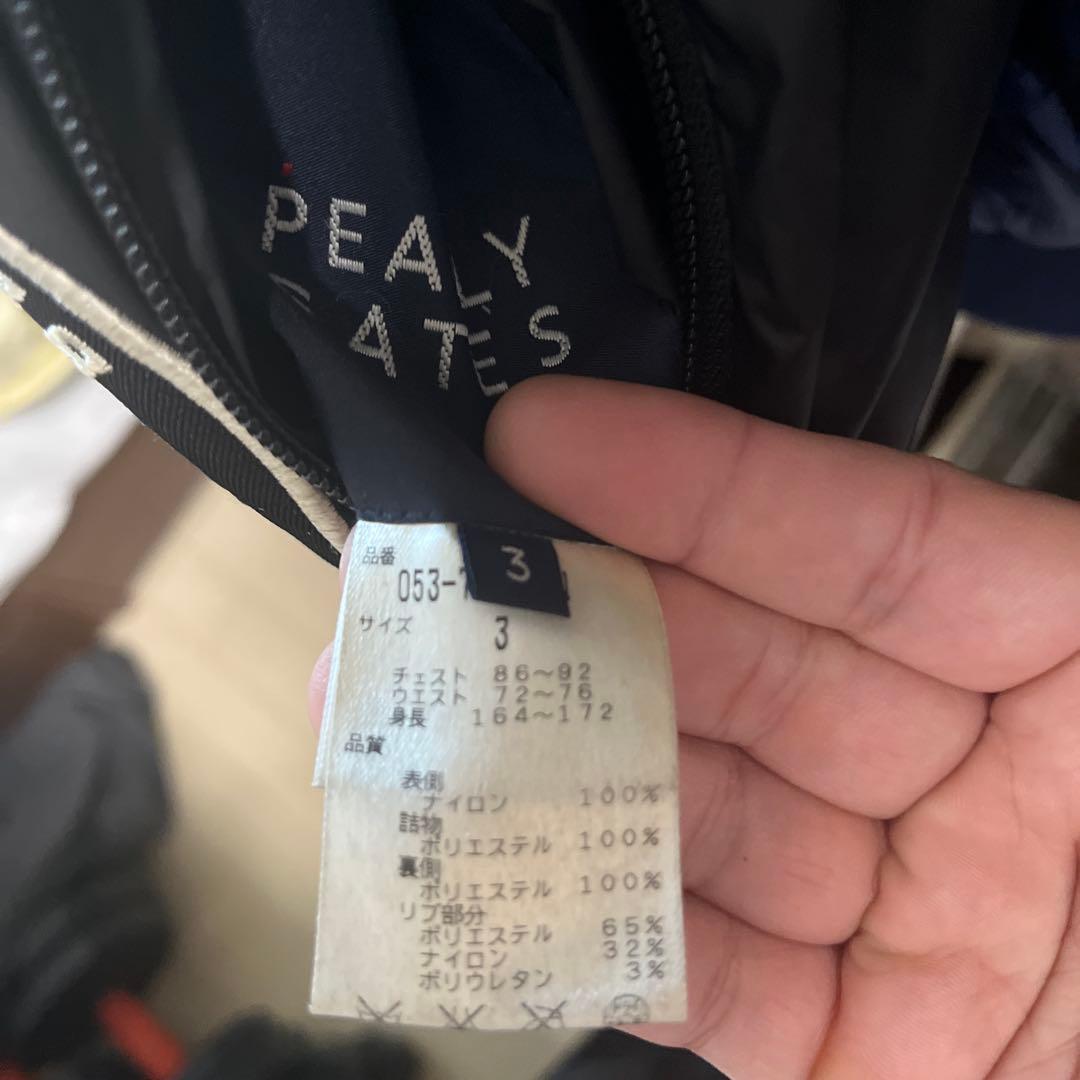 PEALY
ATES
3
品番
053-7
サイズ 3
チェスト 86～92
ウエスト 72～76
身長 164～172
品質
表側
ナイロン 100%
詰物
ポリエステル 100%
裏側
ポリエステル 100%
リブ部分
ポリエステル 65%
ナイロン 32%
ポリウレタン 3%